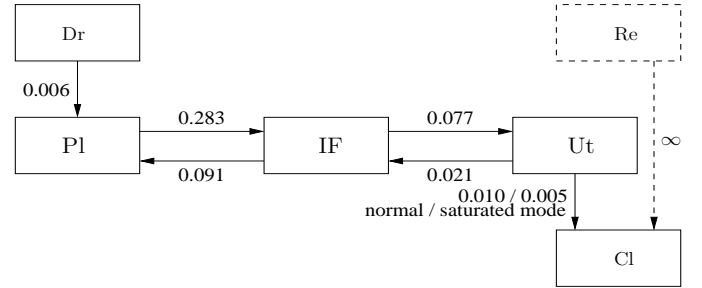 Dr
Re
0.006
0.283
0.077
Pl
IF
Ut
∞
0.091
0.021
0.010 / 0.005
normal / saturated mode
Cl